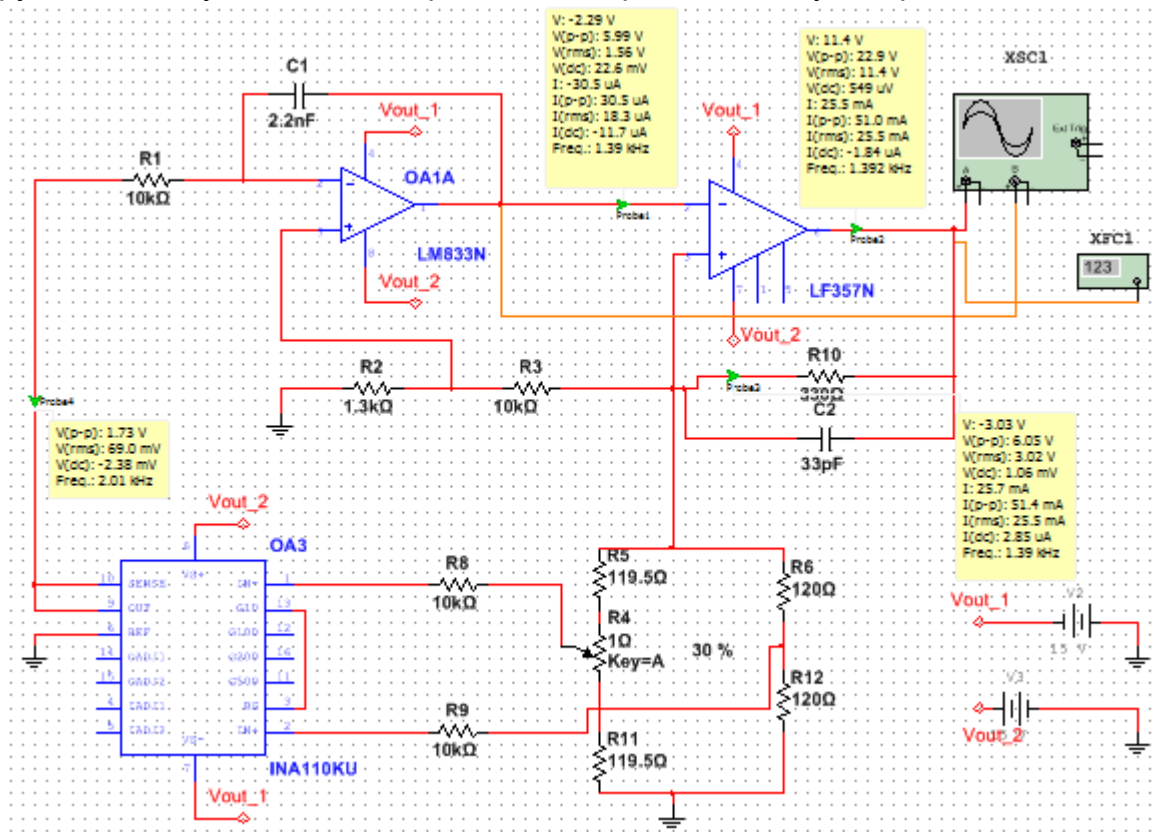 V: -2.29 V
V(p-p): 5.99 V
V(rms): 1.56 V
V(dc): 22.6 mV
I: -30.5 uA
I(p-p): 30.5 uA
I(rms): 18.3 uA
I(dc): -11.7 uA
Freq.: 1.39 kHz
V: 11.4 V
V(p-p): 22.9 V
V(rms): 11.4 V
V(dc): 549 uV
I: 25.5 mA
I(p-p): 51.0 mA
I(rms): 25.5 mA
I(dc): -1.84 uA
Freq.: 1.392 kHz
XSC1
Ext Trig
A
B
C1
2.2nF
Vout_1
Vout_1
R1
10kΩ
OA1A
LM833N
Vout_2
Probe1
Probe2
LF357N
XFC1
123
Vout_2
R2
1.3kΩ
R3
10kΩ
Probe3
R10
330Ω
C2
33pF
Probe4
V(p-p): 1.73 V
V(rms): 69.0 mV
V(dc): -2.38 mV
Freq.: 2.01 kHz
V: -3.03 V
V(p-p): 6.05 V
V(rms): 3.02 V
V(dc): 1.06 mV
I: 25.7 mA
I(p-p): 51.4 mA
I(rms): 25.5 mA
I(dc): 2.85 uA
Freq.: 1.39 kHz
Vout_2
OA3
SENSE
OUT
REF
R8
10kΩ
R5
119.5Ω
R6
120Ω
R4
1Ω
Key=A
30 %
R12
120Ω
R9
10kΩ
R11
119.5Ω
INA110KU
Vout_1
Vout_1
V2
15 V
V3
Vout_2